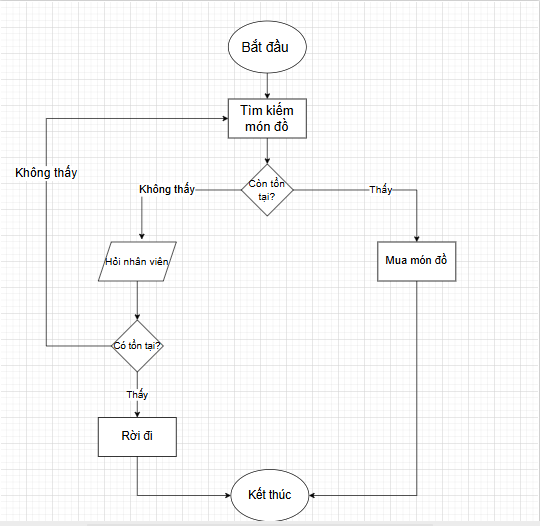 Bắt đầu
Tìm kiếm
món đồ
Không thấy
Còn tồn
tại?
Không thấy
Thấy
Hỏi nhân viên
Mua món đồ
Có tồn tại?
Thấy
Rời đi
Kết thúc